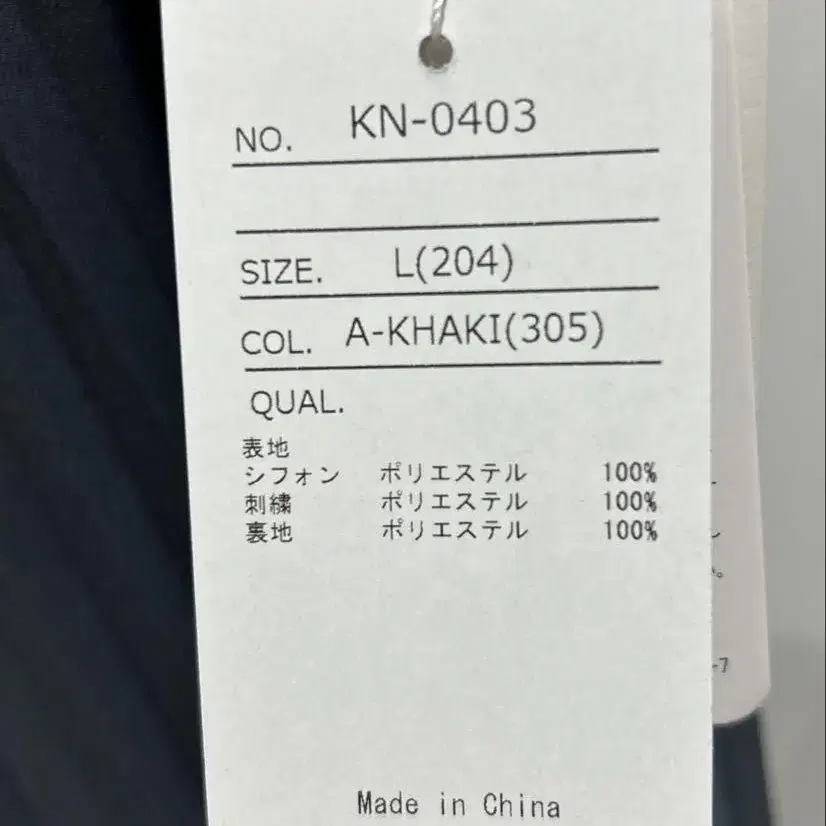 NO. KN-0403
SIZE. L(204)
COL. A-KHAKI(305)
QUAL.
表地
シフォン ポリエステル 100%
刺繍 ポリエステル 100%
裏地 ポリエステル 100%
-7
Made in China